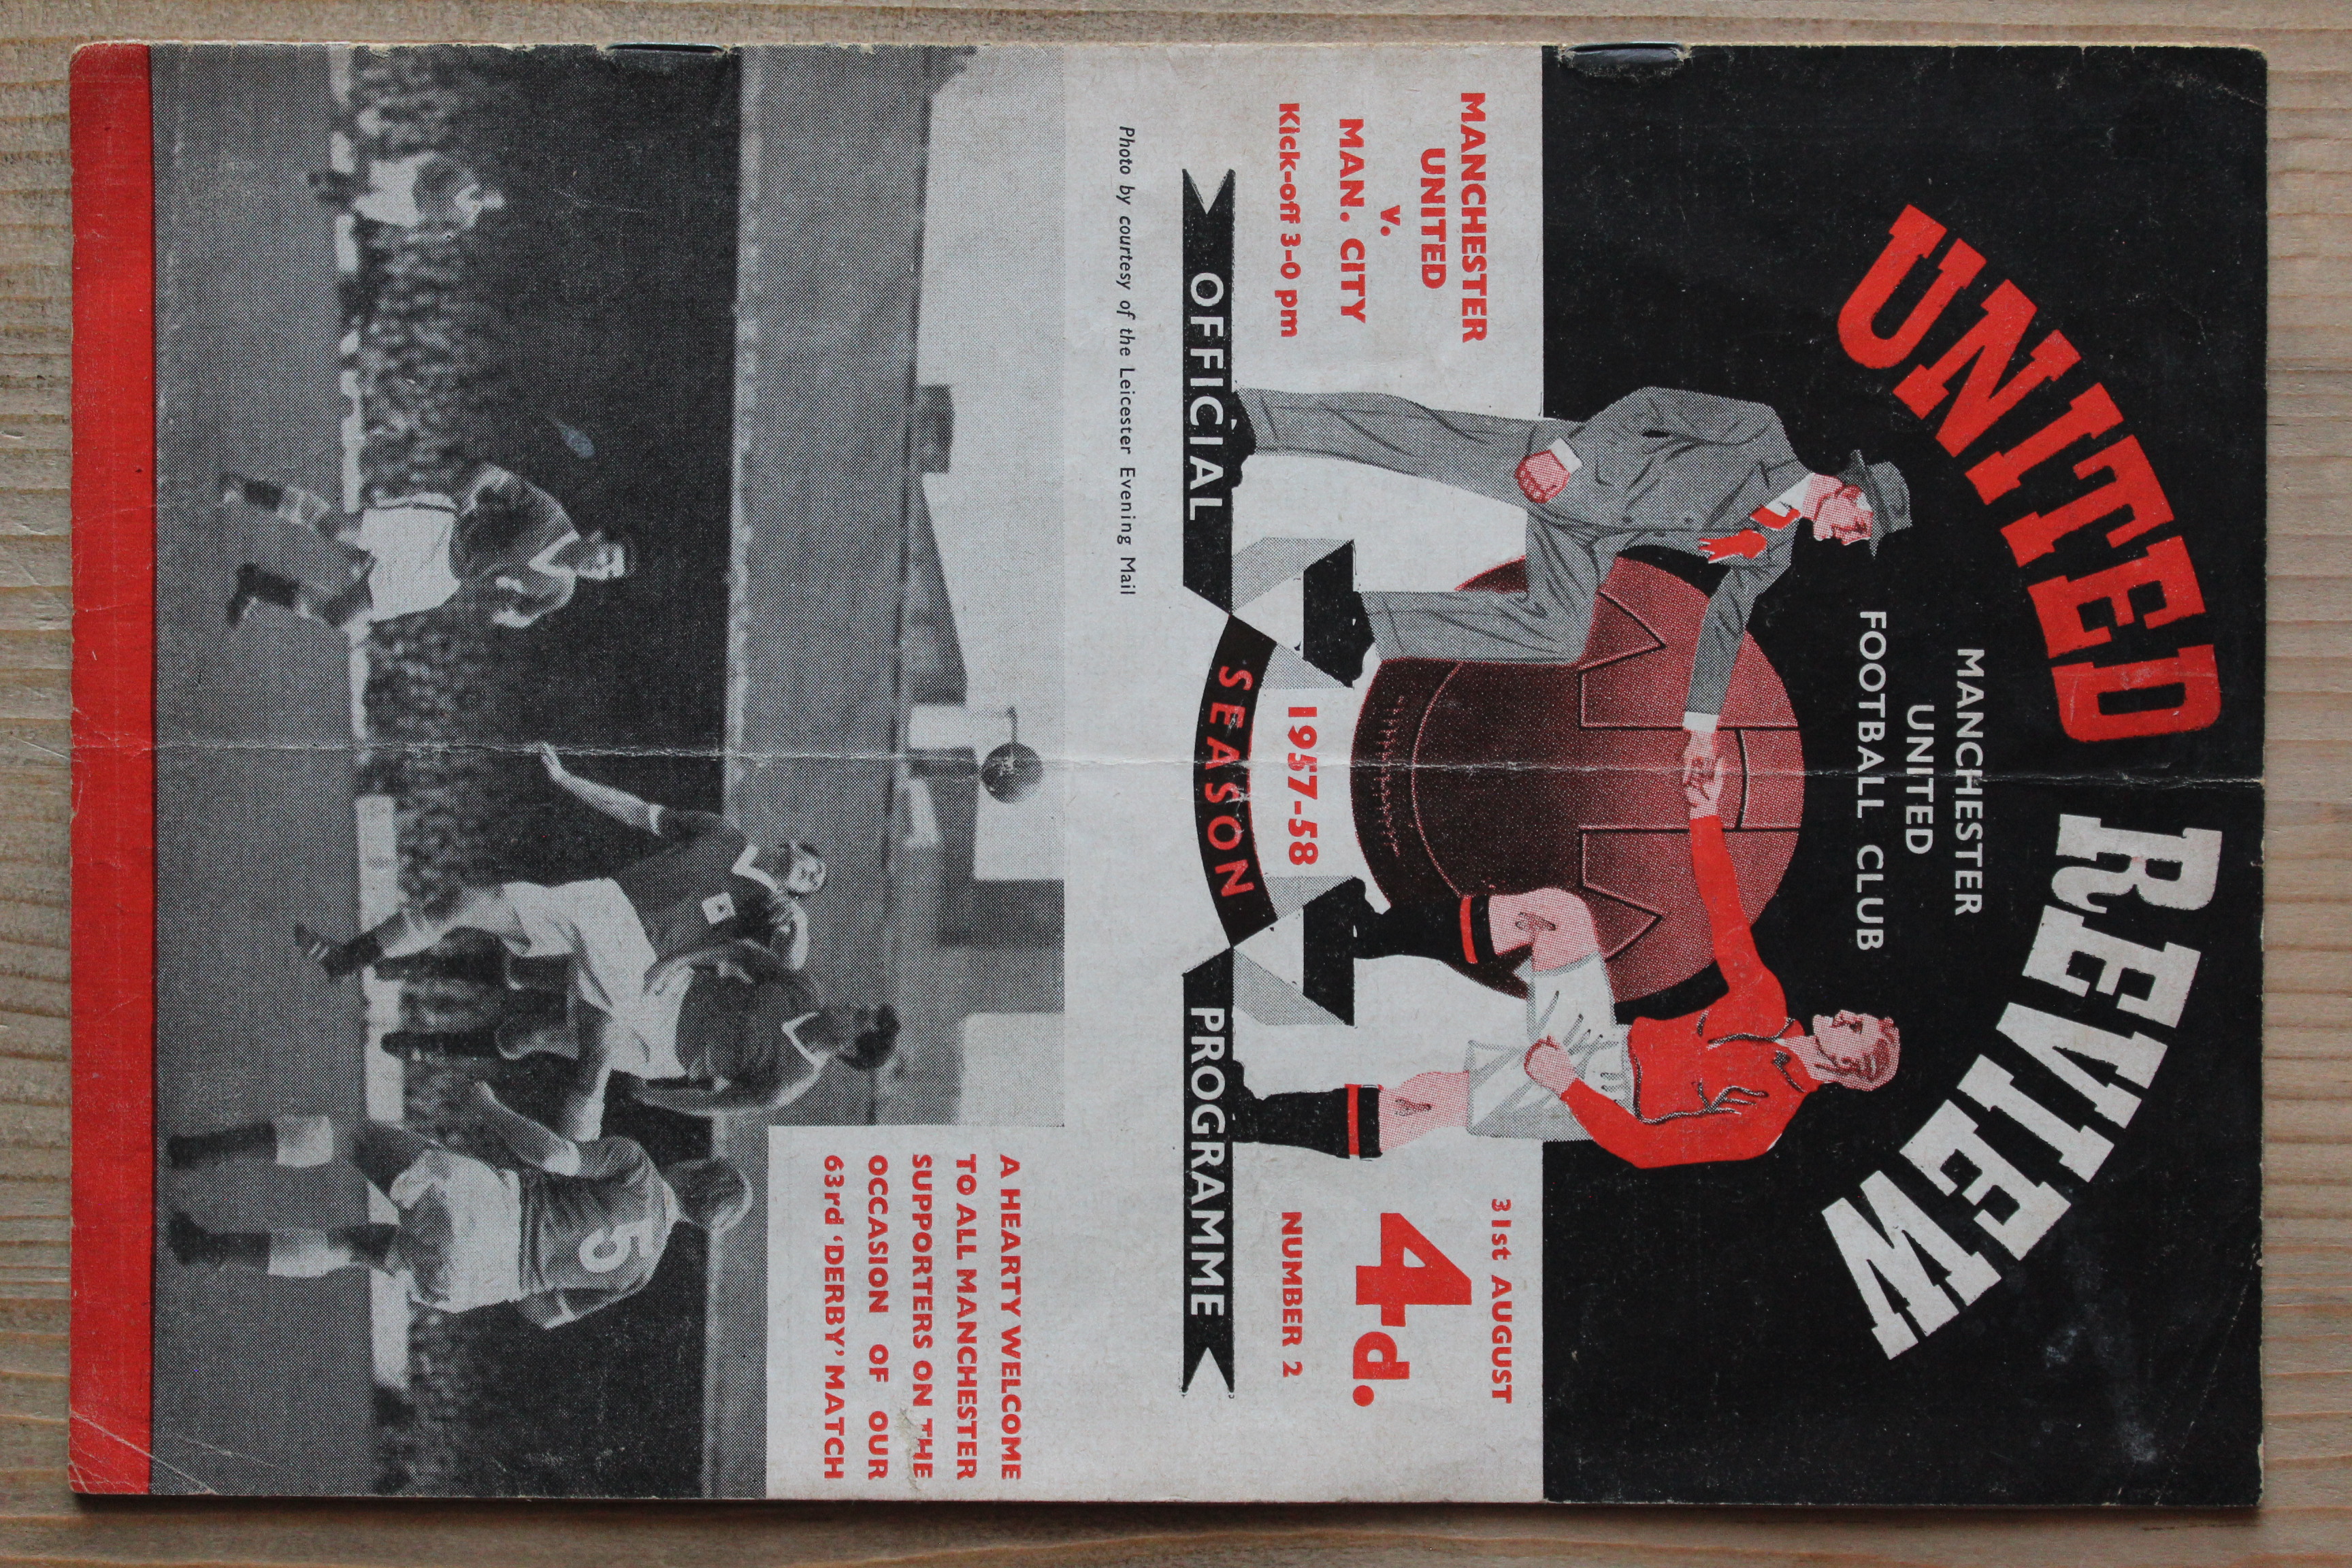 UNITED REVIEW
MANCHESTER
UNITED
FOOTBALL CLUB
MANCHESTER
UNITED
v.
MAN. CITY
Kick-off 3-0 pm
31st AUGUST
4d.
NUMBER 2
1957-58
SEASON
OFFICIAL PROGRAMME
Photo by courtesy of the Leicester Evening Mail
A HEARTY WELCOME
TO ALL MANCHESTER
SUPPORTERS ON THE
OCCASION OF OUR
63rd 'DERBY' MATCH
5